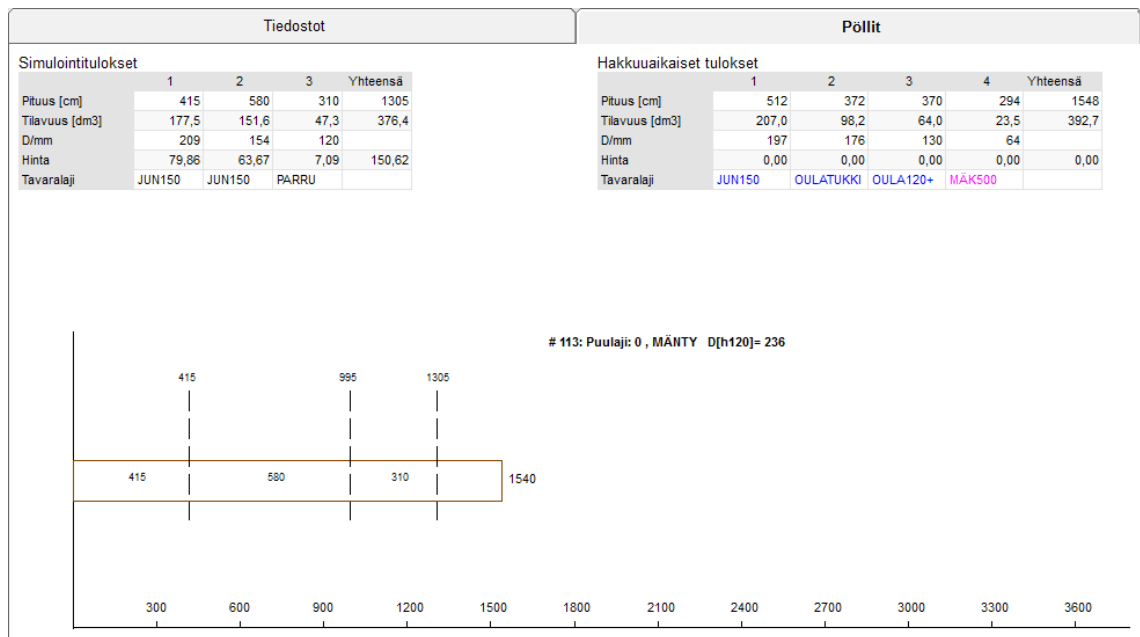 Tiedostot
Pöllit
Simulointitulokset
1 2 3 Yhteensä
Pituus [cm] 415 580 310 1305
Tilavuus [dm3] 177,5 151,6 47,3 376,4
D/mm 209 154 120
Hinta 79,86 63,67 7,09 150,62
Tavaralaji JUN150 JUN150 PARRU
Hakkuuaikaiset tulokset
1 2 3 4 Yhteensä
Pituus [cm] 512 372 370 294 1548
Tilavuus [dm3] 207,0 98,2 64,0 23,5 392,7
D/mm 197 176 130 64
Hinta 0,00 0,00 0,00 0,00 0,00
Tavaralaji JUN150 OULATUKKI OULA120+ MÄK500
# 113: Puulaji: 0 , MÄNTY D[h120]= 236
415 995 1305
415 580 310 1540
300 600 900 1200 1500 1800 2100 2400 2700 3000 3300 3600